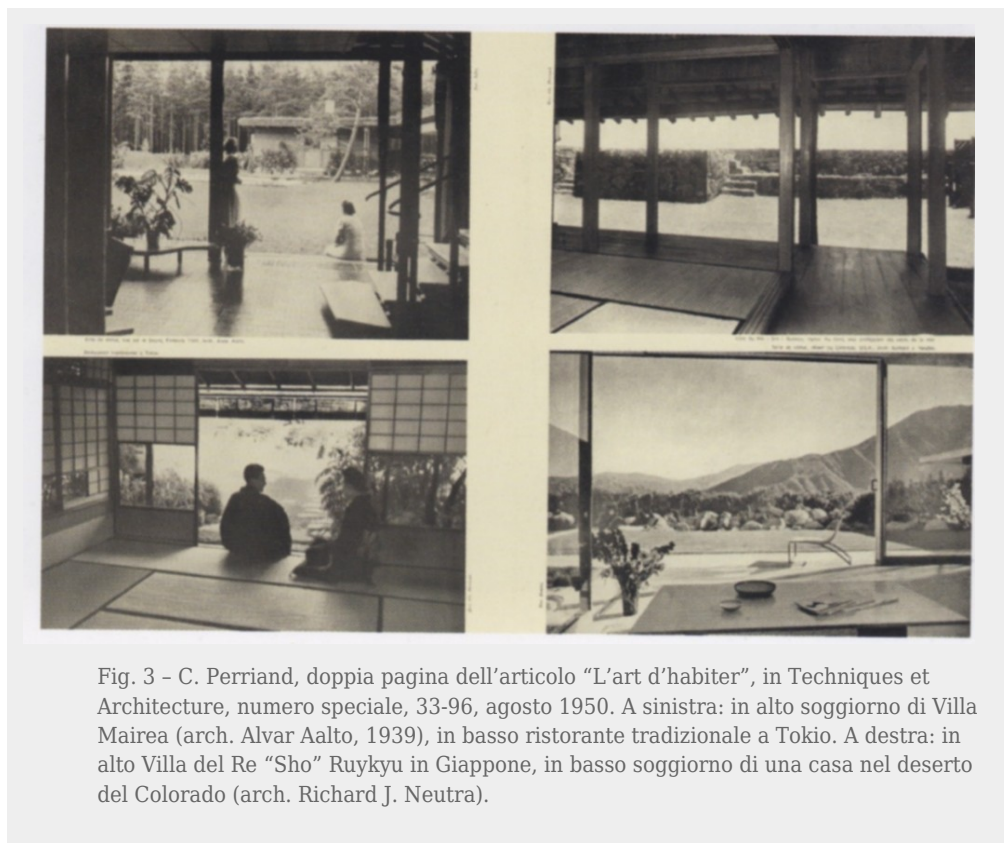 Fig. 3 – C. Perriand, doppia pagina dell’articolo “L’art d’habiter”, in Techniques et
Architecture, numero speciale, 33-96, agosto 1950. A sinistra: in alto soggiorno di Villa
Mairea (arch. Alvar Aalto, 1939), in basso ristorante tradizionale a Tokio. A destra: in
alto Villa del Re “Sho” Ruykyu in Giappone, in basso soggiorno di una casa nel deserto
del Colorado (arch. Richard J. Neutra).